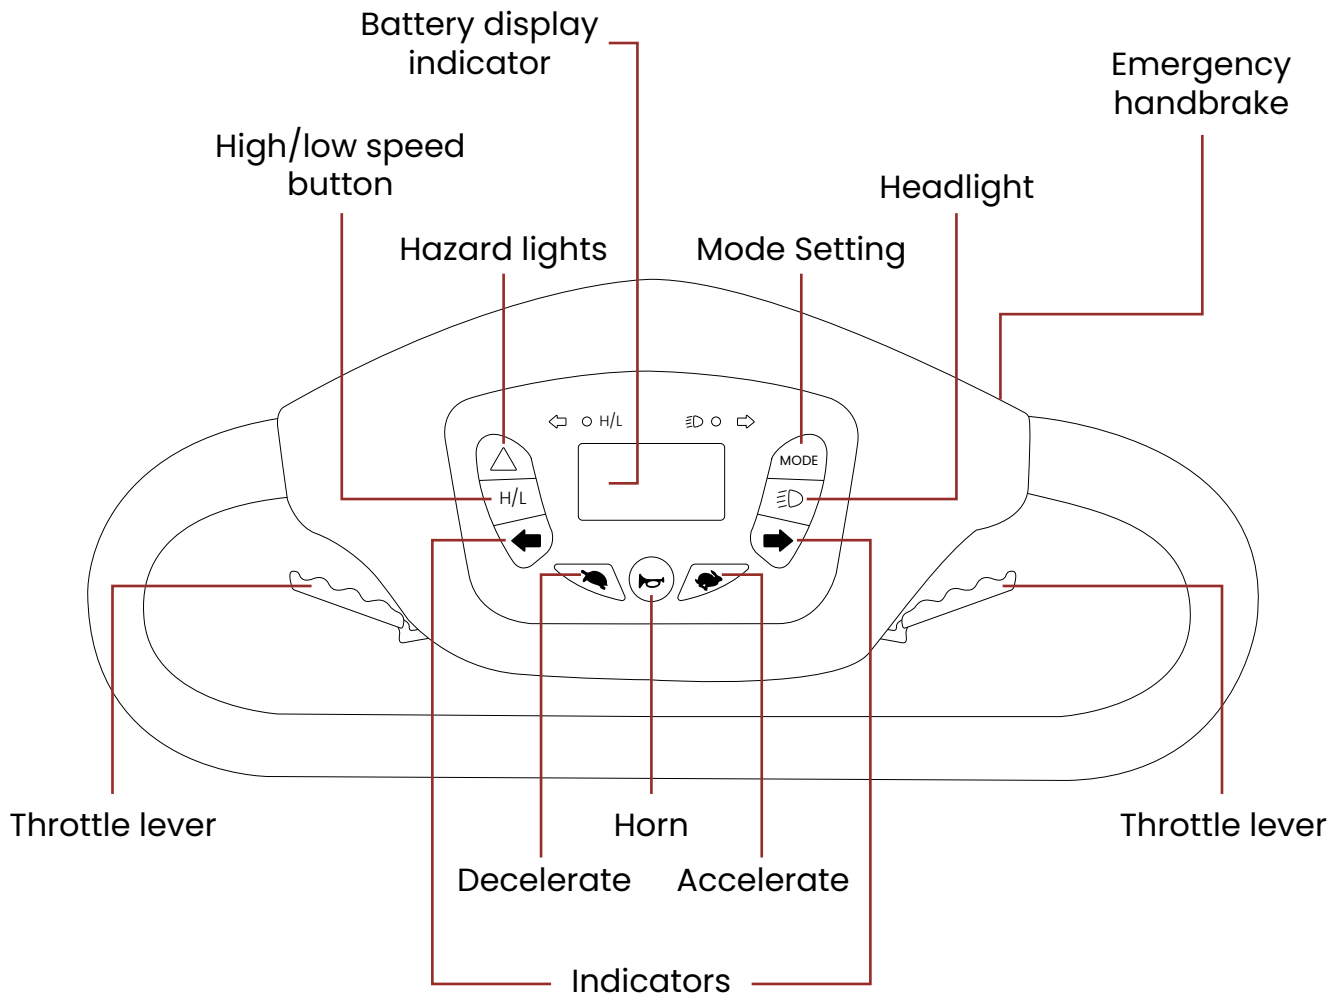 Battery display
indicator
Emergency
handbrake
High/low speed
button
Headlight
Hazard lights
Mode Setting
H/L
MODE
H/L
Throttle lever
Horn
Throttle lever
Decelerate
Accelerate
Indicators